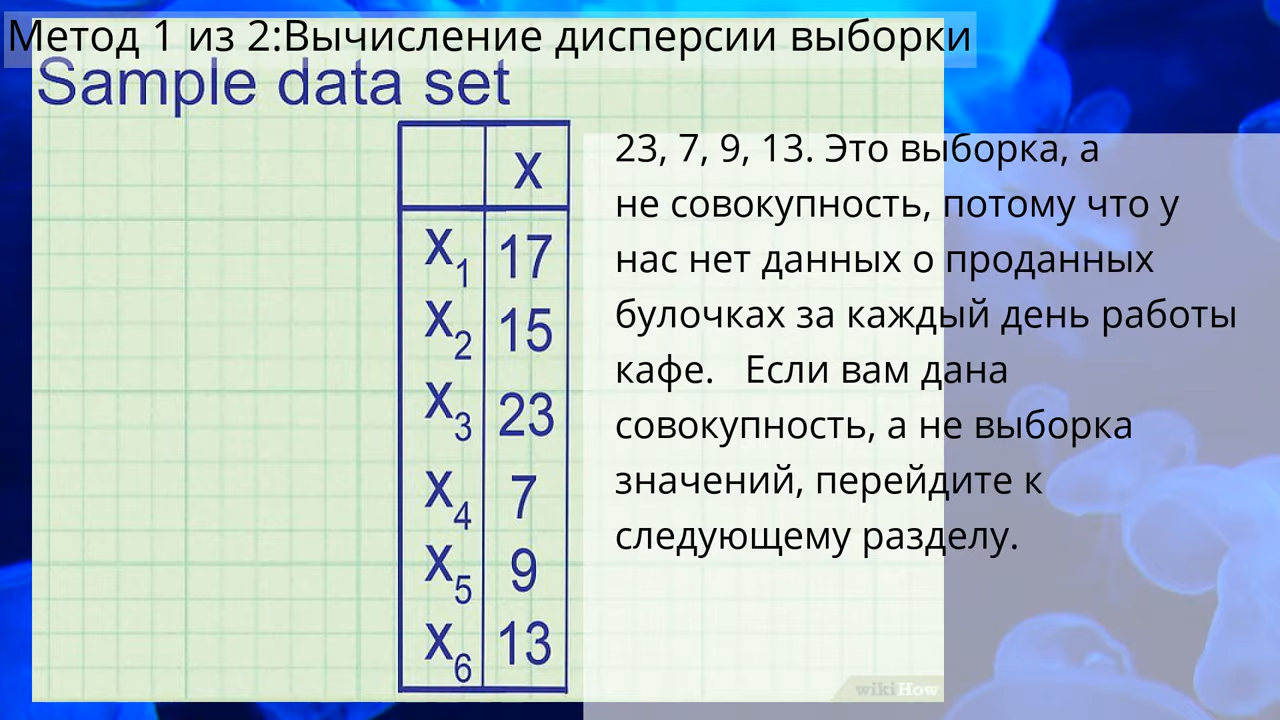 Метод 1 из 2:Вычисление дисперсии выборки
Sample data set
x
x1 17
x2 15
x3 23
x4 7
x5 9
x6 13
23, 7, 9, 13. Это выборка, а
не совокупность, потому что у
нас нет данных о проданных
булочках за каждый день работы
кафе.   Если вам дана
совокупность, а не выборка
значений, перейдите к
следующему разделу.
wikiHow